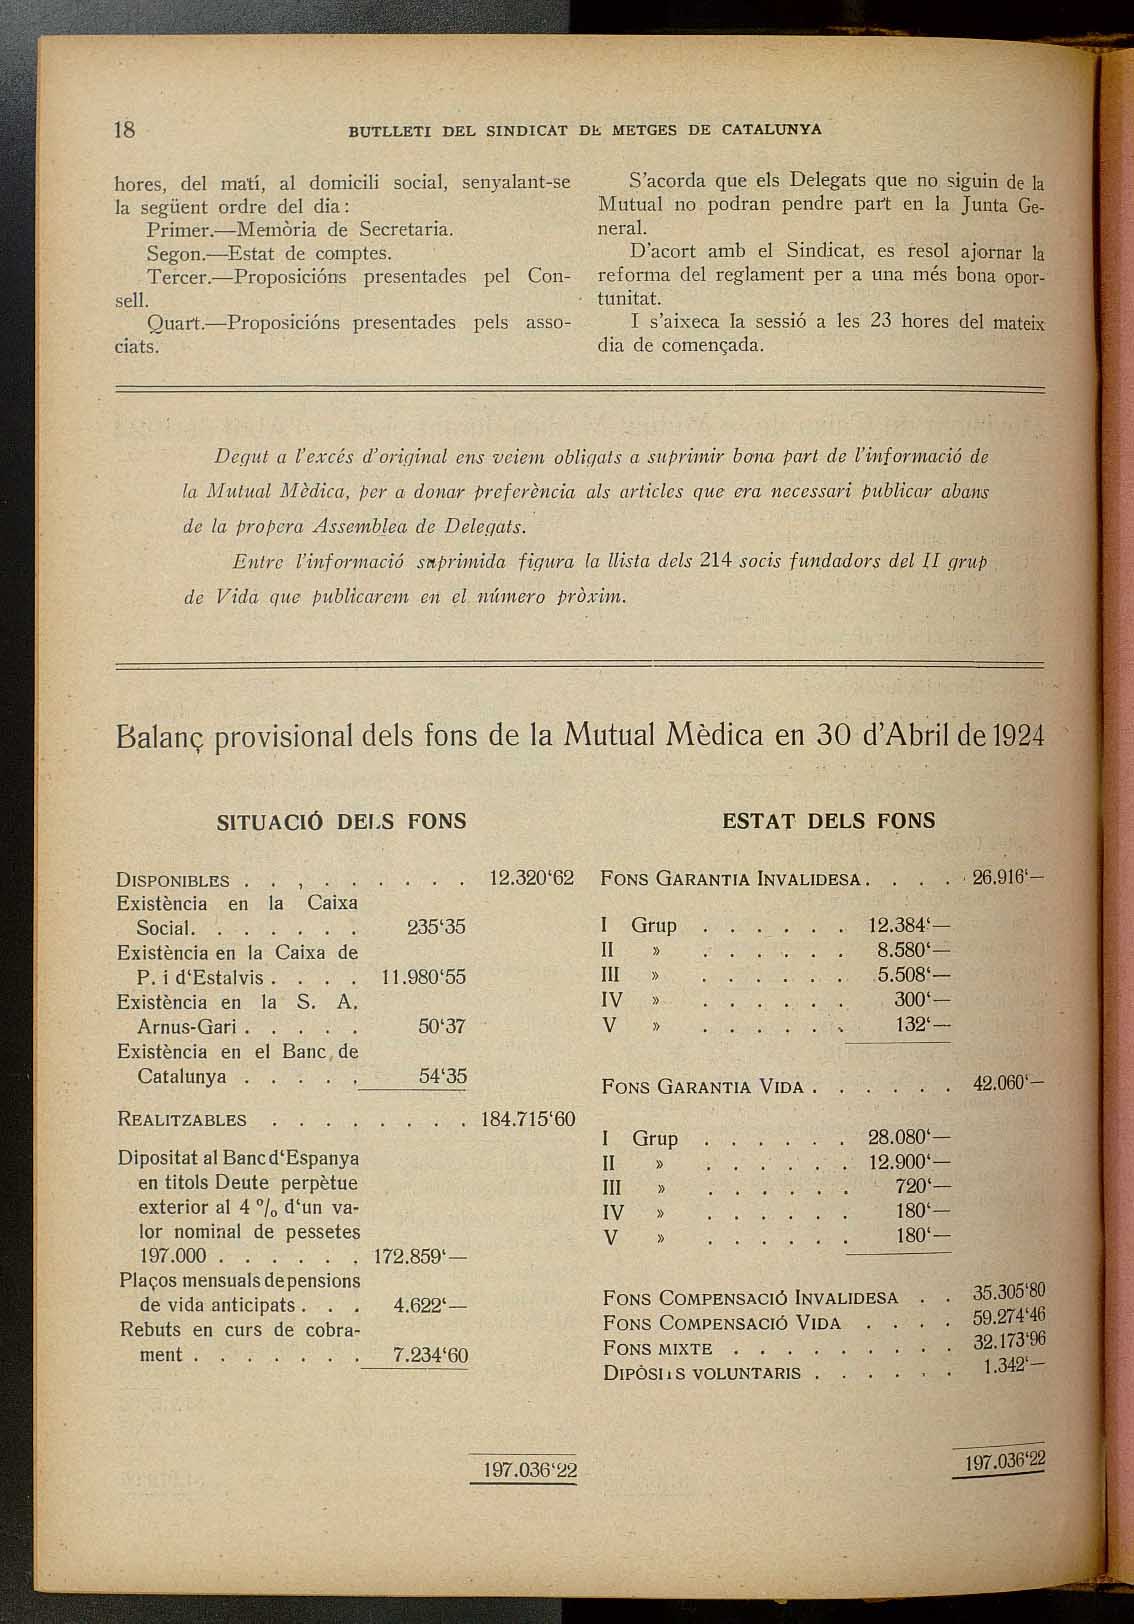 18
BUTLLETI DEL SINDICAT DE METGES DE CATALUNYA
hores, del matí, al domicili social, senyalant-se
la següent ordre del dia:
Primer.—Memòria de Secretaria.
Segon.—Estat de comptes.
Tercer.—Proposicións presentades pel Con-
sell.
Quart.—Proposicións presentades pels asso-
ciats.
S'acorda que els Delegats que no siguin de la
Mutual no podran pendre part en la Junta Ge-
neral.
D'acort amb el Sindicat, es resol ajornar la
reforma del reglament per a una més bona opor-
tunitat.
I s'aixeca la sessió a les 23 hores del mateix
dia de començada.
Degut a l'excés d'original ens veiem obligats a suprimir bona part de l'informació de
la Mutual Mèdica, per a donar preferència als articles que era necessari publicar abans
de la propera Assemblea de Delegats.
Entre l'informació suprimida figura la llista dels 214 socis fundadors del II grup
de Vida que publicarem en el número pròxim.
Balanç provisional dels fons de la Mutual Mèdica en 30 d'Abril de 1924
SITUACIÓ DELS FONS
DISPONIBLES . . , . . . . . . 12.320'62
Existència en la Caixa
Social. . . . . . . 235'35
Existència en la Caixa de
P. i d'Estalvis . . . . 11.980'55
Existència en la S. A.
Arnus-Gari . . . . . 50'37
Existència en el Banc de
Catalunya . . . . . 54'35
REALITZABLES . . . . . . . . 184.715'60
Dipositat al Banc d'Espanya
en titols Deute perpètue
exterior al 4 % d'un va-
lor nominal de pessetes
197.000 . . . . . . 172.859'—
Plaços mensuals de pensions
de vida anticipats . . . 4.622'—
Rebuts en curs de cobra-
ment . . . . . . . 7.234'60
197.036'22
ESTAT DELS FONS
FONS GARANTIA INVALIDESA . . . . 26.916'—
I Grup . . . . . . 12.384'—
II » . . . . . . 8.580'—
III » . . . . . . 5.508'—
IV » . . . . . . 300'—
V » . . . . . . 132'—
FONS GARANTIA VIDA . . . . . . 42.060'—
I Grup . . . . . . 28.080'—
II » . . . . . . 12.900'—
III » . . . . . . 720'—
IV » . . . . . . 180'—
V » . . . . . . 180'—
FONS COMPENSACIÓ INVALIDESA . . 35.305'80
FONS COMPENSACIÓ VIDA . . . . 59.274'46
FONS MIXTE . . . . . . . . . 32.173'96
DIPÒSITS VOLUNTARIS . . . . . . 1.342'—
197.036'22